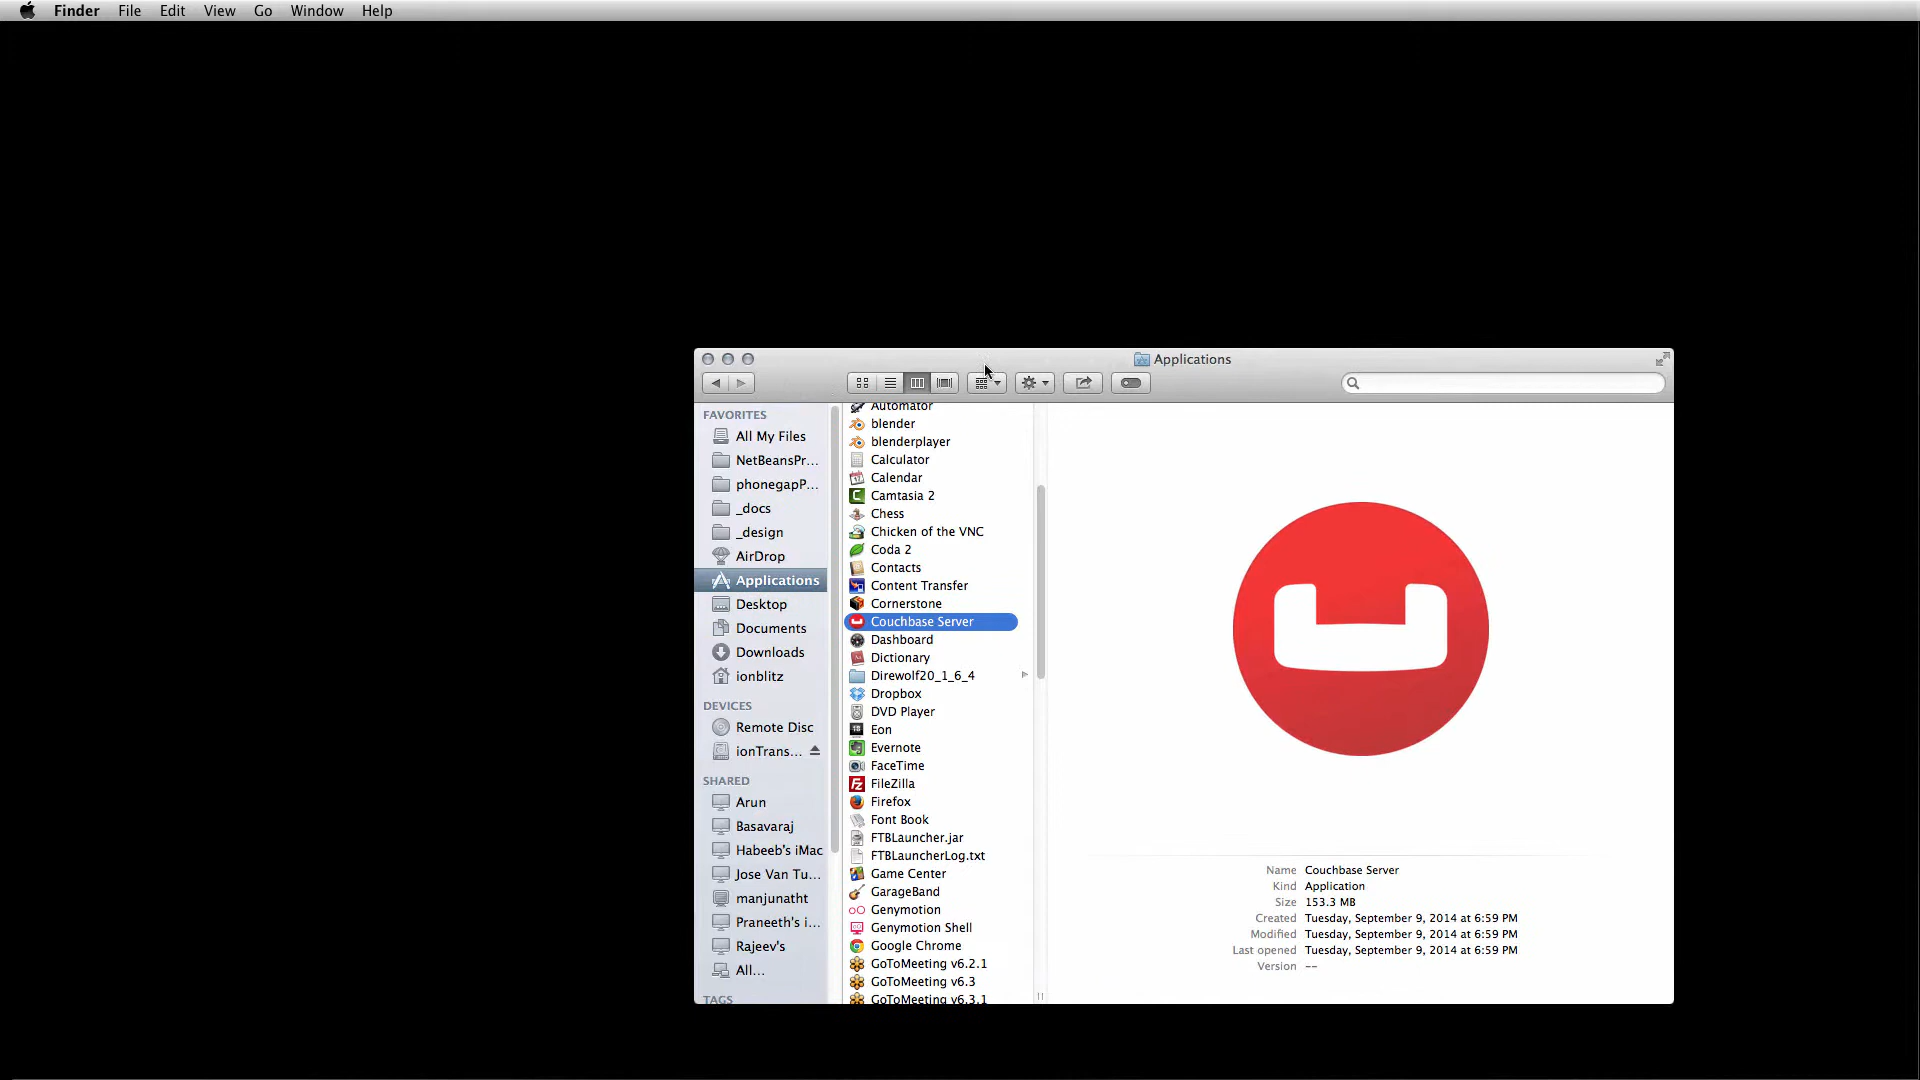 Finder File Edit View Go Window Help
Applications
FAVORITES
All My Files
NetBeansPr...
phonegapP...
_docs
_design
AirDrop
Applications
Desktop
Documents
Downloads
ionblitz
DEVICES
Remote Disc
ionTrans...
SHARED
Arun
Basavaraj
Habeeb's iMac
Jose Van Tu...
manjunatht
Praneeth's i...
Rajeev's
All...
TAGS
Automator
blender
blenderplayer
Calculator
Calendar
Camtasia 2
Chess
Chicken of the VNC
Coda 2
Contacts
Content Transfer
Cornerstone
Couchbase Server
Dashboard
Dictionary
Direwolf20_1_6_4
Dropbox
DVD Player
Eon
Evernote
FaceTime
FileZilla
Firefox
Font Book
FTBLauncher.jar
FTBLauncherLog.txt
Game Center
GarageBand
Genymotion
Genymotion Shell
Google Chrome
GoToMeeting v6.2.1
GoToMeeting v6.3
GoToMeeting v6.3.1
Name Couchbase Server
Kind Application
Size 153.3 MB
Created Tuesday, September 9, 2014 at 6:59 PM
Modified Tuesday, September 9, 2014 at 6:59 PM
Last opened Tuesday, September 9, 2014 at 6:59 PM
Version --